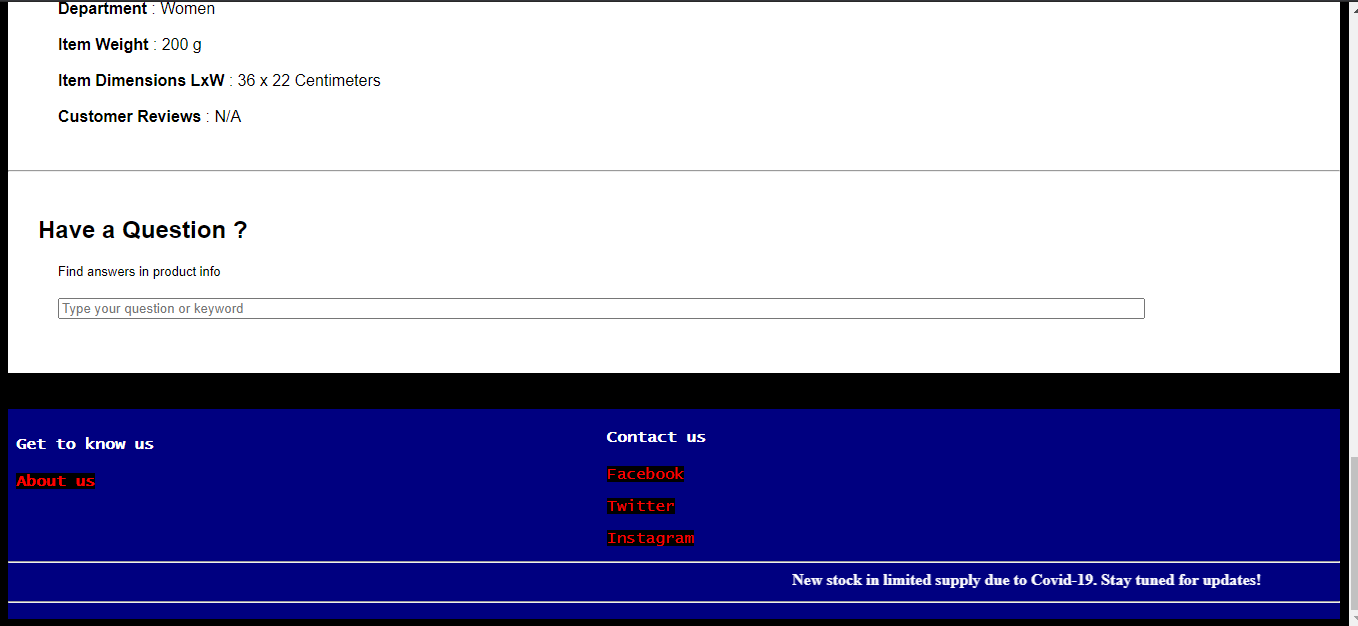 Department : Women
Item Weight : 200 g
Item Dimensions LxW : 36 x 22 Centimeters
Customer Reviews : N/A
Have a Question ?
Find answers in product info
Type your question or keyword
Get to know us
About us
Contact us
Facebook
Twitter
Instagram
New stock in limited supply due to Covid-19. Stay tuned for updates!